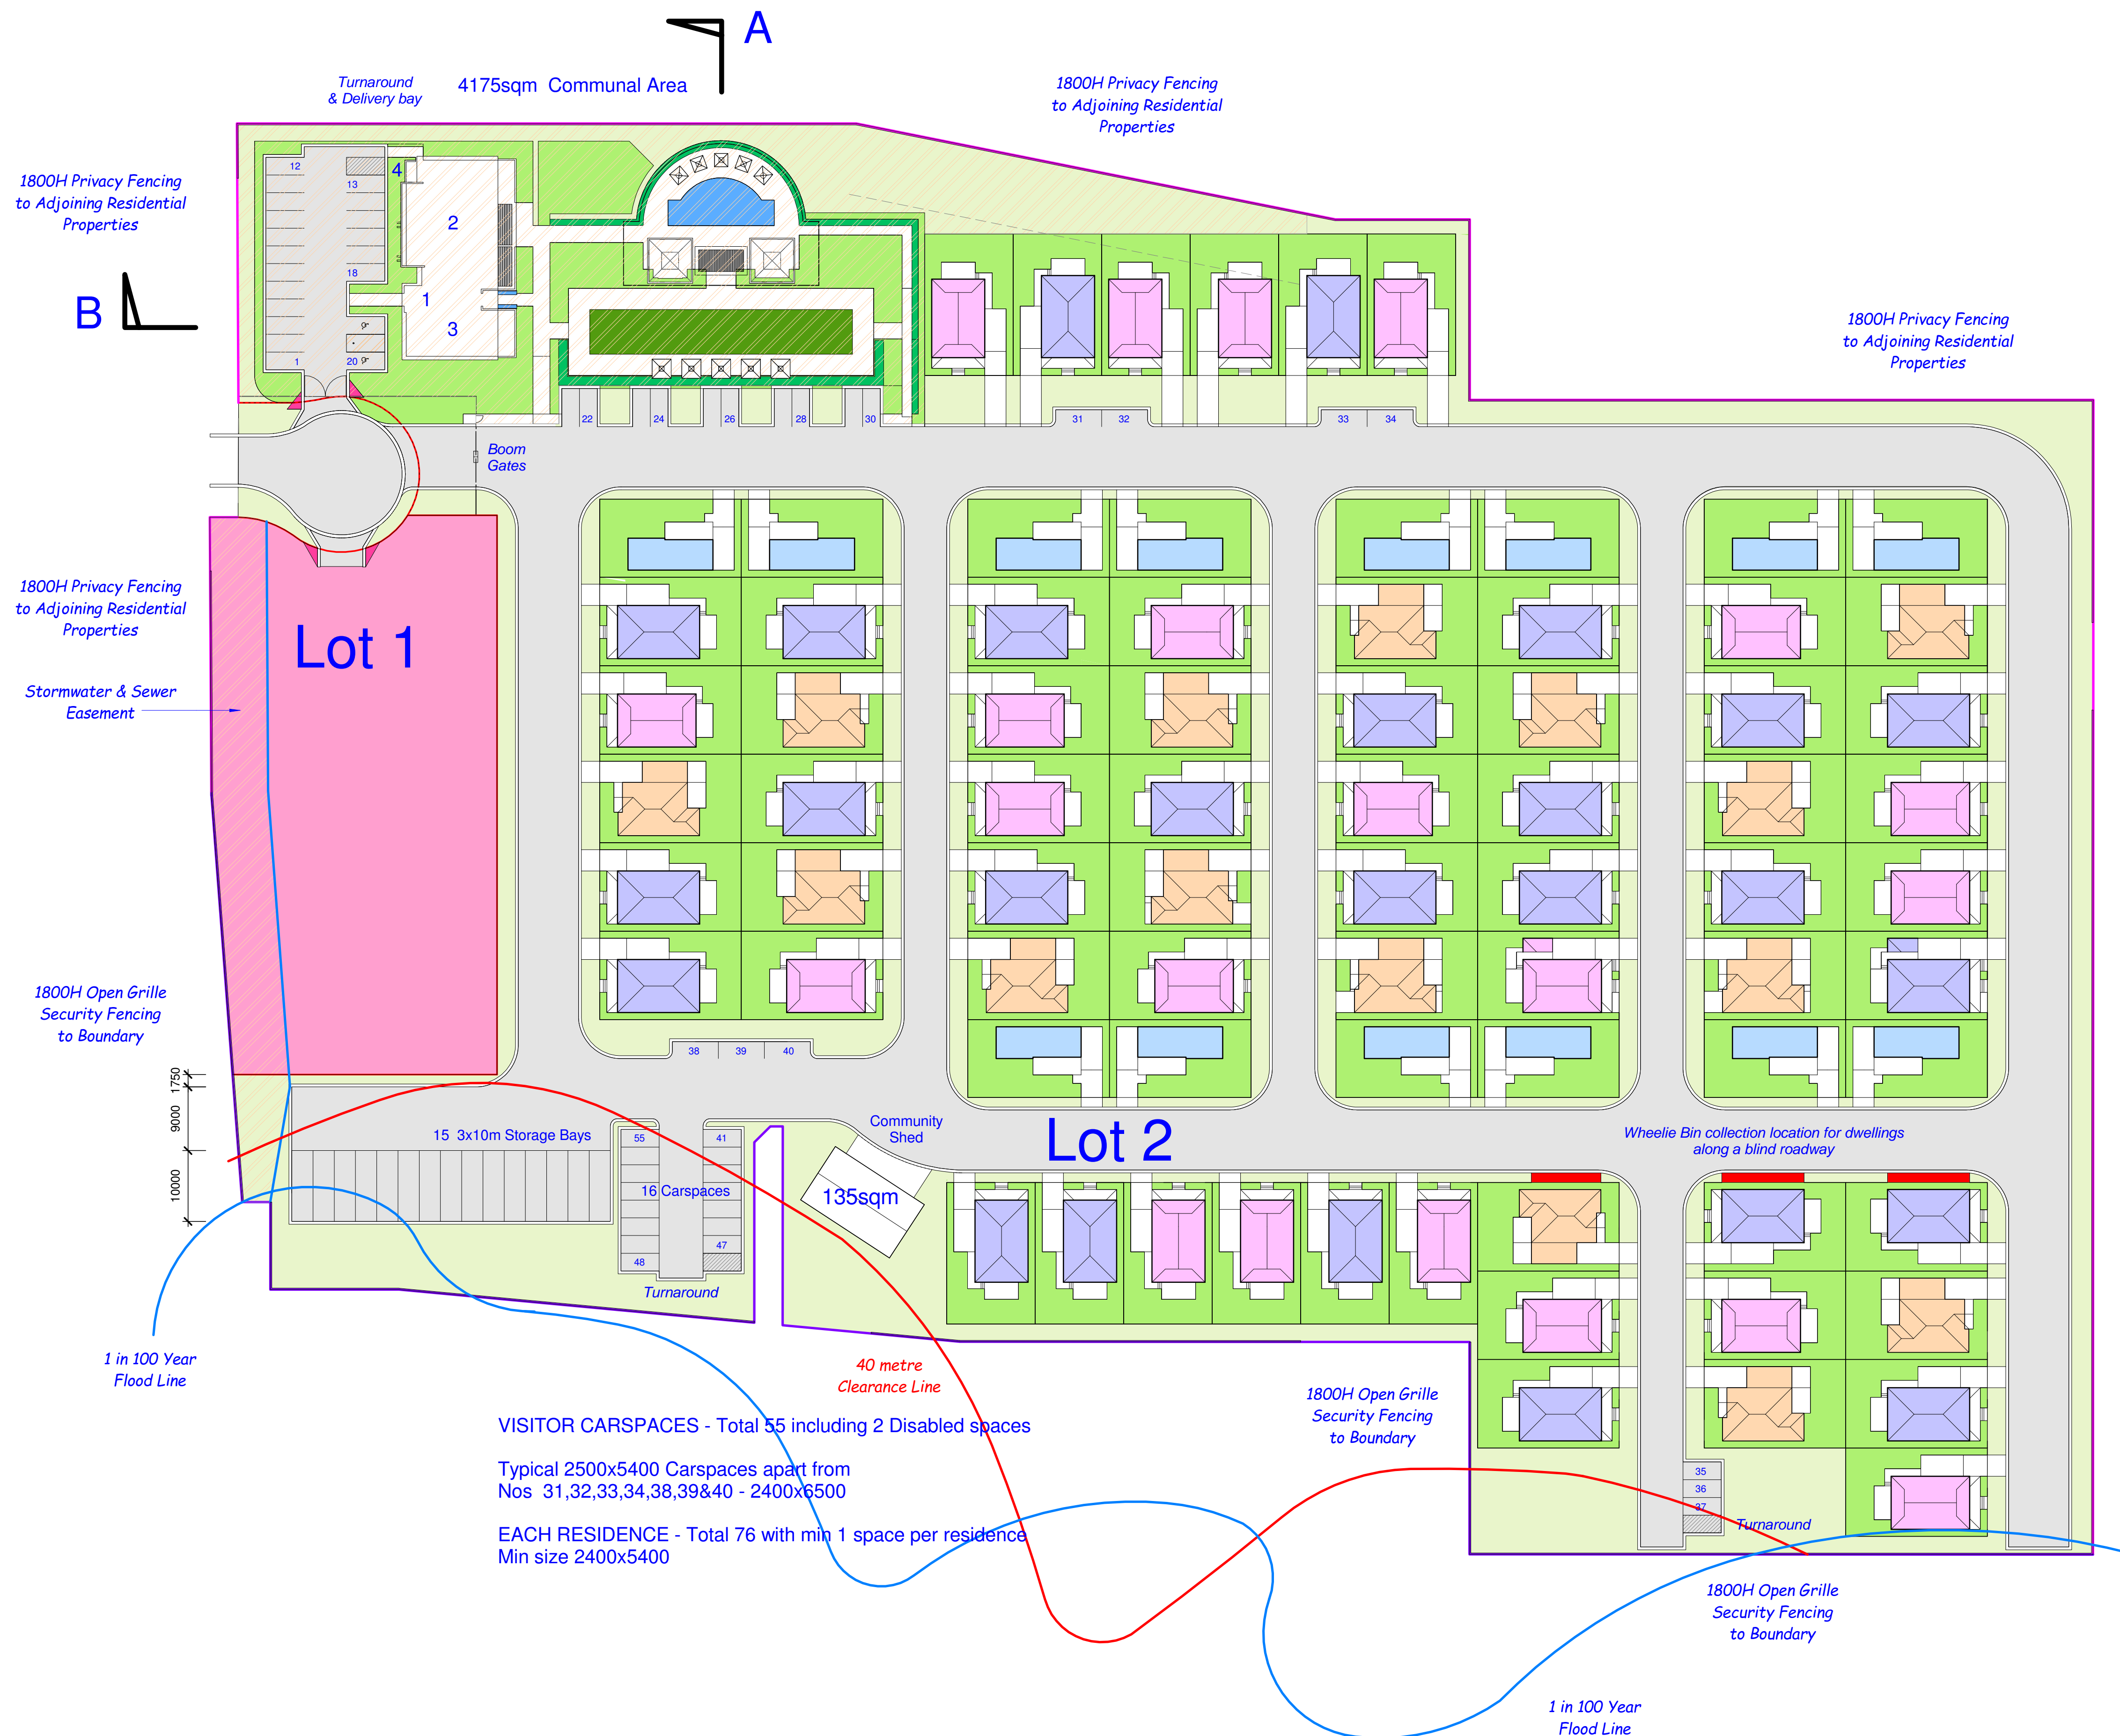 A
Turnaround
& Delivery bay
4175sqm  Communal Area
1800H Privacy Fencing
to Adjoining Residential
Properties
1800H Privacy Fencing
to Adjoining Residential
Properties
12
13
4
2
18
1
3
1
20
B
1800H Privacy Fencing
to Adjoining Residential
Properties
22
24
26
28
30
31
32
33
34
Boom
Gates
1800H Privacy Fencing
to Adjoining Residential
Properties
Lot 1
Stormwater & Sewer
Easement
1800H Open Grille
Security Fencing
to Boundary
38
39
40
1750
9000
10000
15  3x10m Storage Bays
55
41
16 Carspaces
47
48
Turnaround
Community
Shed
135sqm
Lot 2
Wheelie Bin collection location for dwellings
along a blind roadway
1 in 100 Year
Flood Line
40 metre
Clearance Line
1800H Open Grille
Security Fencing
to Boundary
VISITOR CARSPACES - Total 55 including 2 Disabled spaces
Typical 2500x5400 Carspaces apart from
Nos  31,32,33,34,38,39&40 - 2400x6500
EACH RESIDENCE - Total 76 with min 1 space per residence
Min size 2400x5400
35
36
37
Turnaround
1800H Open Grille
Security Fencing
to Boundary
1 in 100 Year
Flood Line